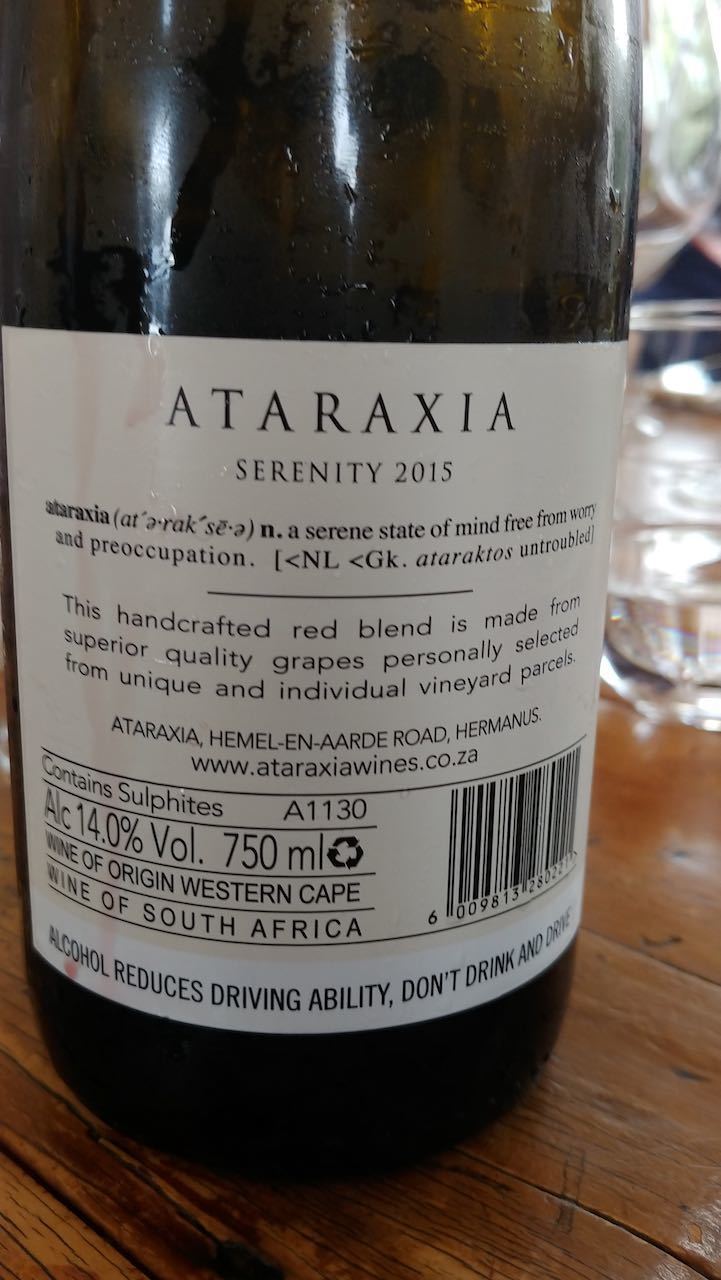 ATARAXIA
SERENITY 2015
ataraxia (at´ə·rak´sē·ə) n. a serene state of mind free from worry
and preoccupation. [<NL <Gk. ataraktos untroubled]
This handcrafted red blend is made from
superior quality grapes personally selected
from unique and individual vineyard parcels.
ATARAXIA, HEMEL-EN-AARDE ROAD, HERMANUS.
www.ataraxiawines.co.za
Contains Sulphites A1130
Alc 14.0% Vol. 750 ml
WINE OF ORIGIN WESTERN CAPE
WINE OF SOUTH AFRICA
6 009813 280221
ALCOHOL REDUCES DRIVING ABILITY, DON'T DRINK AND DRIVE